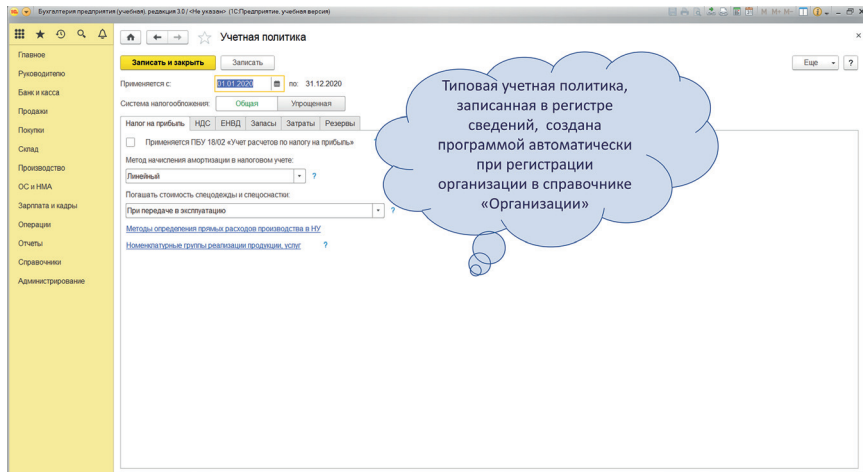 Бухгалтерия предприятия (учебная), редакция 3.0 / <Не указан> (1С:Предприятие, учебная версия)
M M+ M-
Учетная политика
Главное
Руководителю
Банк и касса
Продажи
Покупки
Склад
Производство
ОС и НМА
Зарплата и кадры
Операции
Отчеты
Справочники
Администрирование
Записать и закрыть Записать Еще ?
Применяется с: 01.01.2020 по: 31.12.2020
Система налогообложения: Общая Упрощенная
Налог на прибыль НДС ЕНВД Запасы Затраты Резервы
Применяется ПБУ 18/02 «Учет расчетов по налогу на прибыль»
Метод начисления амортизации в налоговом учете:
Линейный ?
Погашать стоимость спецодежды и спецоснастки:
При передаче в эксплуатацию ?
Методы определения прямых расходов производства в НУ
Номенклатурные группы реализации продукции, услуг ?
Типовая учетная политика,
записанная в регистре
сведений, создана
программой автоматически
при регистрации
организации в справочнике
«Организации»